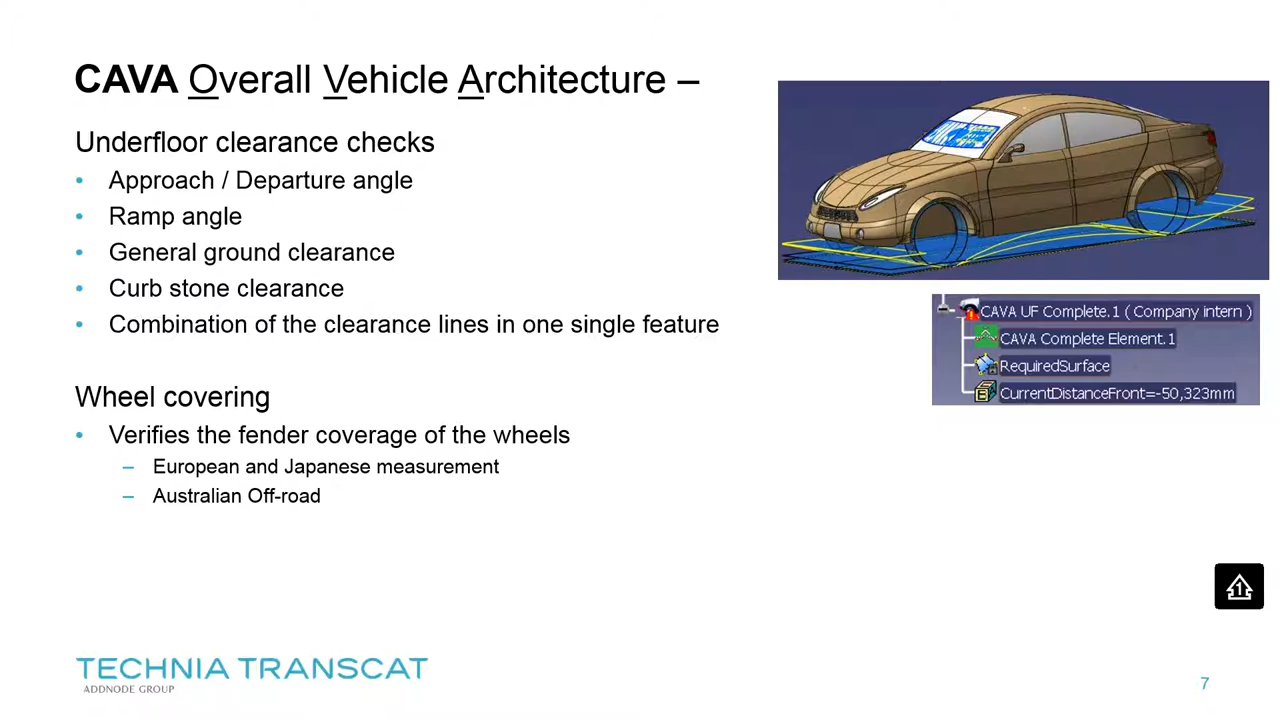 CAVA Overall Vehicle Architecture –
Underfloor clearance checks
• Approach / Departure angle
• Ramp angle
• General ground clearance
• Curb stone clearance
• Combination of the clearance lines in one single feature
Wheel covering
• Verifies the fender coverage of the wheels
– European and Japanese measurement
– Australian Off-road
CAVA UF Complete.1 ( Company intern )
CAVA Complete Element.1
RequiredSurface
CurrentDistanceFront=-50,323mm
1
TECHNIA TRANSCAT
ADDNODE GROUP
7